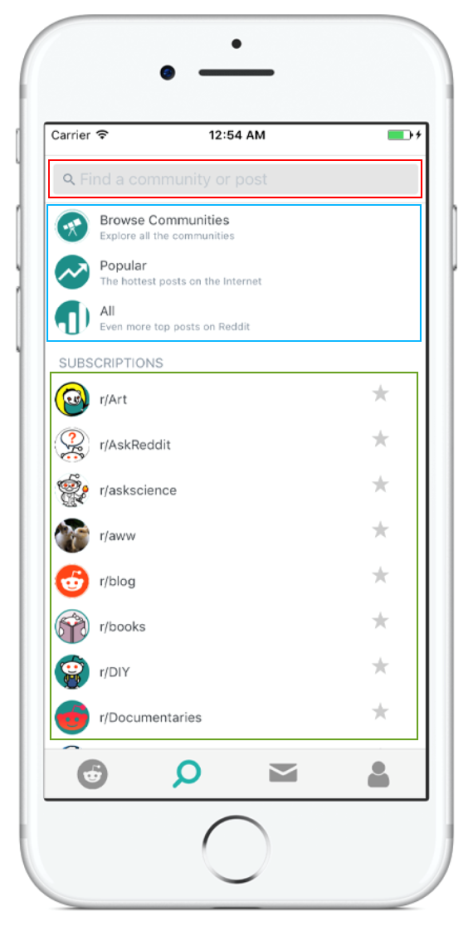 Carrier
12:54 AM
Find a community or post
Browse Communities
Explore all the communities
Popular
The hottest posts on the Internet
All
Even more top posts on Reddit
SUBSCRIPTIONS
r/Art
r/AskReddit
?
r/askscience
r/aww
r/blog
r/books
r/DIY
r/Documentaries